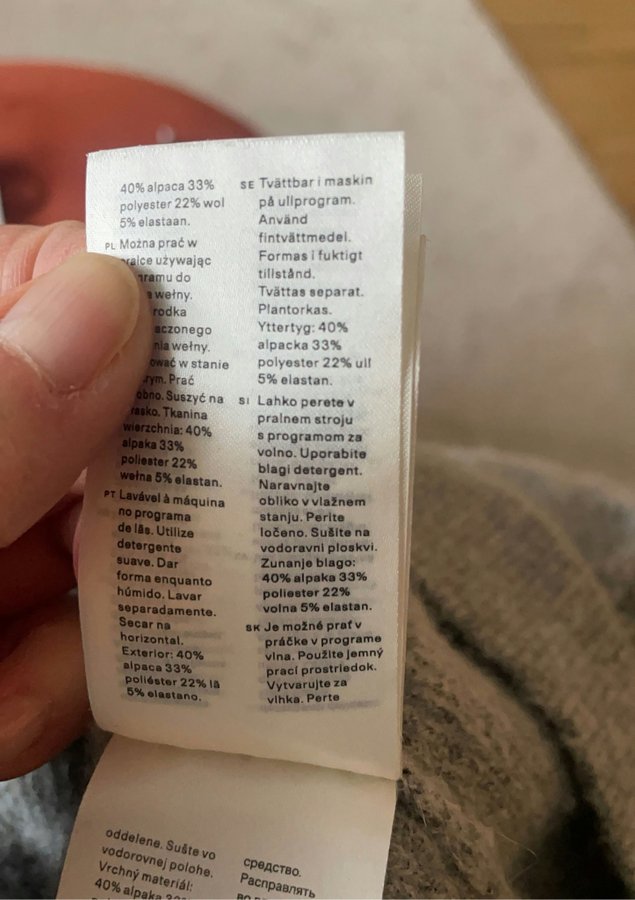 40% alpaca 33%
polyester 22% wol
5% elastaan.
PL Można prać w
używając
do
wełny.
wełny.
w stanie
Prać
Suszyć na
Tkanina
wierzchnia: 40%
alpaka 33%
poliester 22%
wełna 5% elastan.
PT Lavável à máquina
no programa
de lãs. Utilize
detergente
suave. Dar
forma enquanto
húmido. Lavar
separadamente.
Secar na
horizontal.
Exterior: 40%
alpaca 33%
poliéster 22% lã
5% elastano.
SE Tvättbar i maskin
på ullprogram.
Använd
fintvättmedel.
Formas i fuktigt
tillstånd.
Tvättas separat.
Plantorkas.
Yttertyg: 40%
alpacka 33%
polyester 22% ull
5% elastan.
SI Lahko perete v
pralnem stroju
s programom za
volno. Uporabite
blagi detergent.
Naravnajte
obliko v vlažnem
stanju. Perite
ločeno. Sušite na
vodoravni ploskvi.
Zunanje blago:
40% alpaka 33%
poliester 22%
volna 5% elastan.
SK Je možné prať v
práčke v programe
vlna. Použite jemný
prací prostriedok.
Vytvarujte za
vlhka. Perte
oddelene. Sušte vo
vodorovnej polohe.
Vrchný materiál:
40% alpaka
средство.
Расправлять